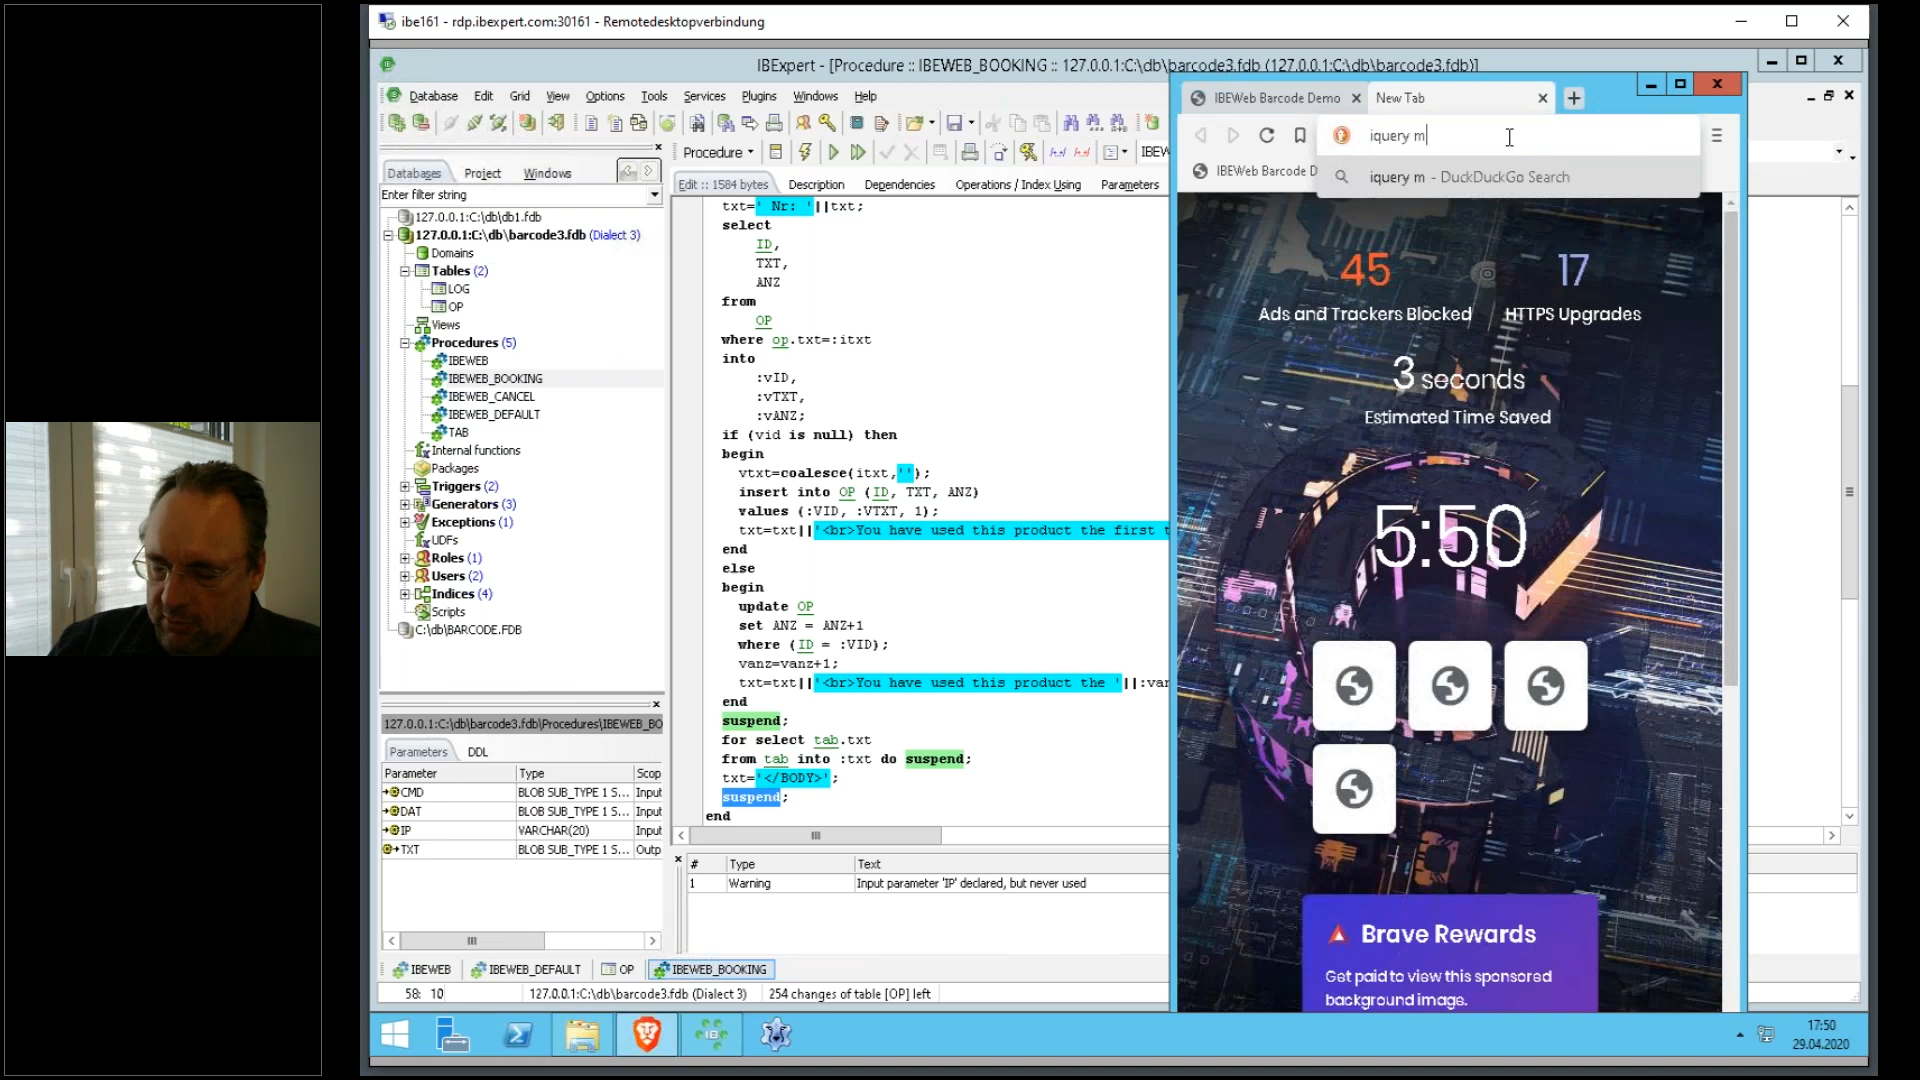 ibe161 - rdp.ibexpert.com:30161 - Remotedesktopverbindung
IBExpert - [Procedure :: IBEWEB_BOOKING :: 127.0.0.1:C:\db\barcode3.fdb (127.0.0.1:C:\db\barcode3.fdb)]
Database Edit Grid View Options Tools Services Plugins Windows Help
Procedure
IBEW
Databases Project Windows
Enter filter string
127.0.0.1:C:\db\db1.fdb
127.0.0.1:C:\db\barcode3.fdb (Dialect 3)
Domains
Tables (2)
LOG
OP
Views
Procedures (5)
IBEWEB
IBEWEB_BOOKING
IBEWEB_CANCEL
IBEWEB_DEFAULT
TAB
Internal functions
Packages
Triggers (2)
Generators (3)
Exceptions (1)
UDFs
Roles (1)
Users (2)
Indices (4)
Scripts
C:\db\BARCODE.FDB
127.0.0.1:C:\db\barcode3.fdb\Procedures\IBEWEB_BO
Parameters DDL
Parameter Type Scop
CMD BLOB SUB_TYPE 1 S... Input
DAT BLOB SUB_TYPE 1 S... Input
IP VARCHAR(20) Input
TXT BLOB SUB_TYPE 1 S... Outp
Edit :: 1584 bytes Description Dependencies Operations / Index Using Parameters
txt=' Nr: '||txt;
select
ID,
TXT,
ANZ
from
OP
where op.txt=:itxt
into
:vID,
:vTXT,
:vANZ;
if (vid is null) then
begin
vtxt=coalesce(itxt,'');
insert into OP (ID, TXT, ANZ)
values (:VID, :VTXT, 1);
txt=txt||'<br>You have used this product the first t
end
else
begin
update OP
set ANZ = ANZ+1
where (ID = :VID);
vanz=vanz+1;
txt=txt||'<br>You have used this product the '||:van
end
suspend;
for select tab.txt
from tab into :txt do suspend;
txt='</BODY>';
suspend;
end
# Type Text
1 Warning Input parameter 'IP' declared, but never used
IBEWEB IBEWEB_DEFAULT OP IBEWEB_BOOKING
58: 10 127.0.0.1:C:\db\barcode3.fdb (Dialect 3) 254 changes of table [OP] left
IBEWeb Barcode Demo New Tab
iquery m
IBEWeb Barcode D
iquery m - DuckDuckGo Search
45 17
Ads and Trackers Blocked HTTPS Upgrades
3 seconds
Estimated Time Saved
5:50
Brave Rewards
Get paid to view this sponsored
background image.
17:50
29.04.2020